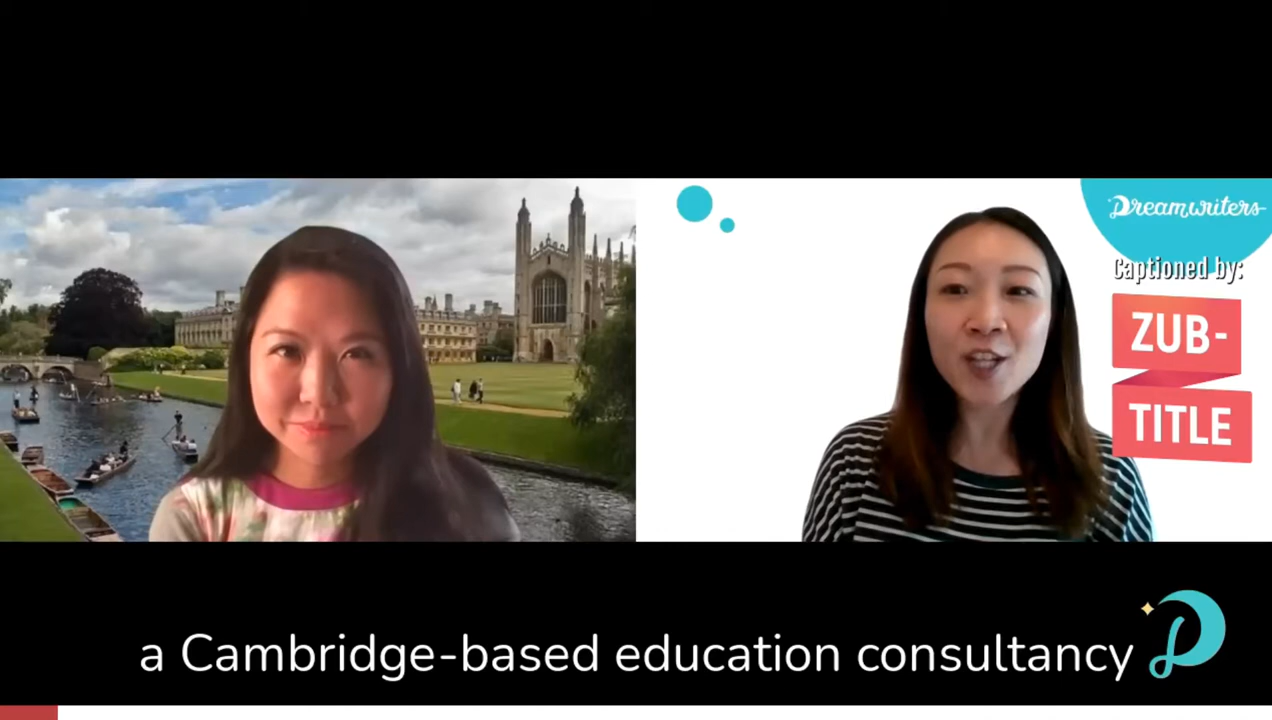 Dreamwriters
Captioned by:
ZUB-
TITLE
a Cambridge-based education consultancy